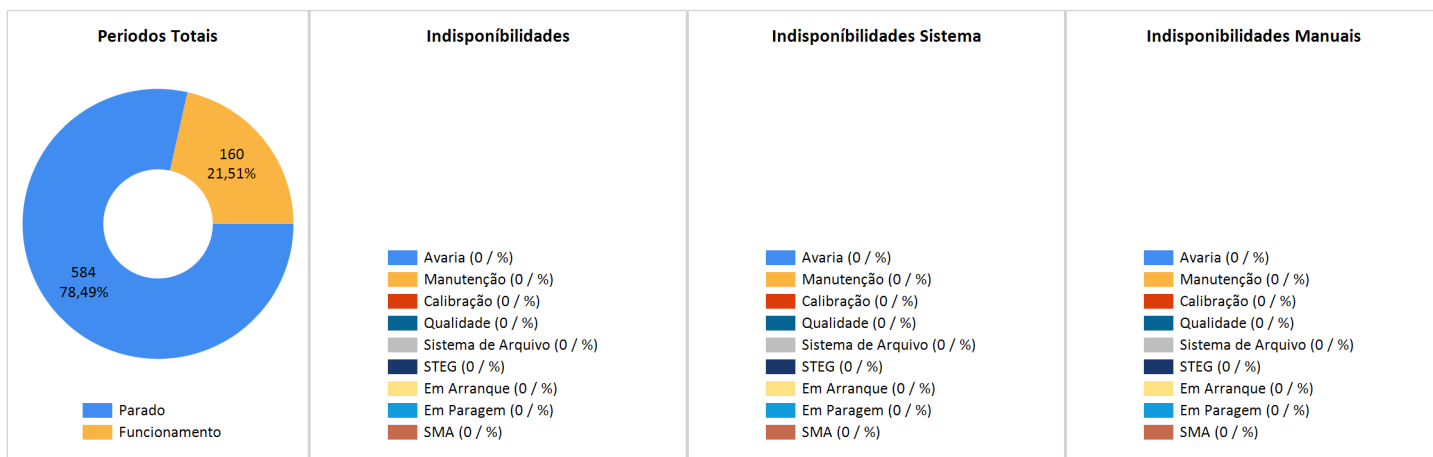 Periodos Totais
160
21,51%
584
78,49%
Parado
Funcionamento
Indisponíbilidades
Avaria (0 / %)
Manutenção (0 / %)
Calibração (0 / %)
Qualidade (0 / %)
Sistema de Arquivo (0 / %)
STEG (0 / %)
Em Arranque (0 / %)
Em Paragem (0 / %)
SMA (0 / %)
Indisponíbilidades Sistema
Avaria (0 / %)
Manutenção (0 / %)
Calibração (0 / %)
Qualidade (0 / %)
Sistema de Arquivo (0 / %)
STEG (0 / %)
Em Arranque (0 / %)
Em Paragem (0 / %)
SMA (0 / %)
Indisponibilidades Manuais
Avaria (0 / %)
Manutenção (0 / %)
Calibração (0 / %)
Qualidade (0 / %)
Sistema de Arquivo (0 / %)
STEG (0 / %)
Em Arranque (0 / %)
Em Paragem (0 / %)
SMA (0 / %)